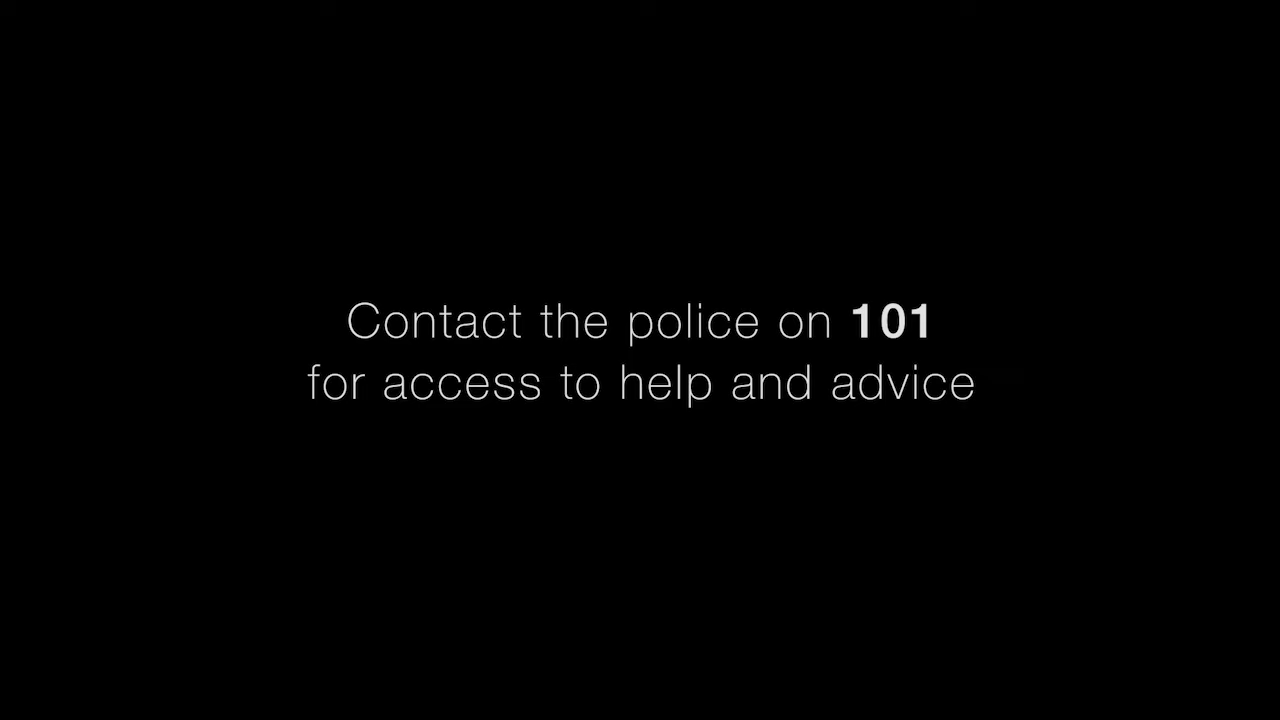 Contact the police on 101
for access to help and advice